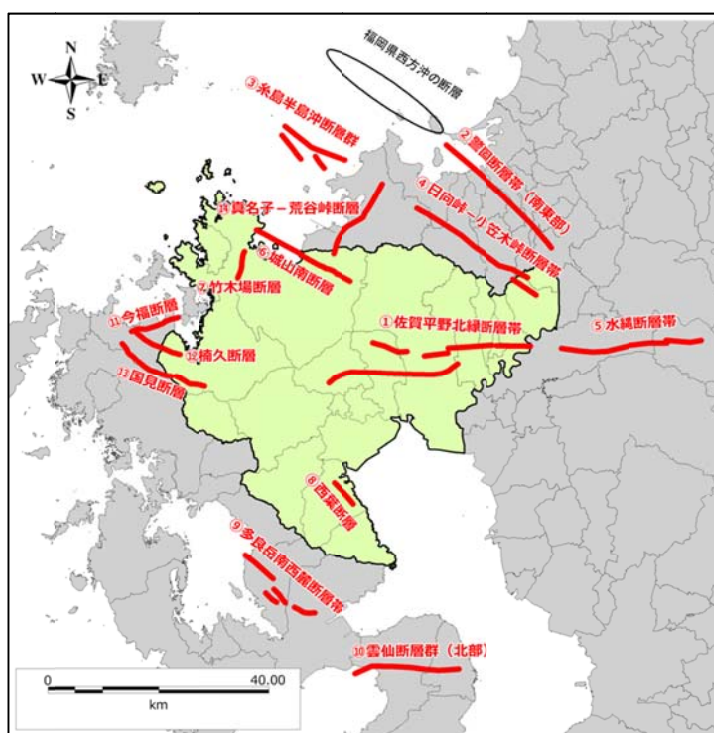 N
W
E
S
福岡県西方沖の断層
③糸島半島沖断層群
②警固断層帯（南東部）
④日向峠－小笠木峠断層帯
⑭真名子－荒谷峠断層
⑥城山南断層
⑦竹木場断層
⑪今福断層
①佐賀平野北縁断層帯
⑤水縄断層帯
⑫楠久断層
⑬国見断層
⑧西葉断層
⑨多良岳南西麓断層帯
⑩雲仙断層群（北部）
0
40.00
km